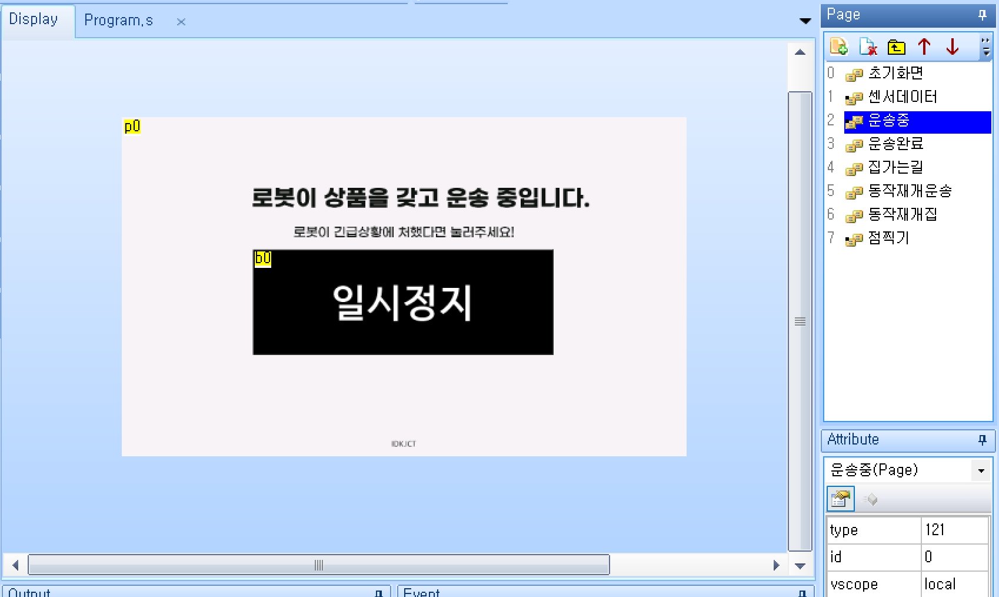 Display
Program.s
p0
로봇이 상품을 갖고 운송 중입니다.
로봇이 긴급상황에 처했다면 눌러주세요!
b0
일시정지
IDK.ICT
Output
Event
Page
0 초기화면
1 센서데이터
2 운송중
3 운송완료
4 집가는길
5 동작재개운송
6 동작재개집
7 점찍기
Attribute
운송중(Page)
type 121
id 0
vscope local